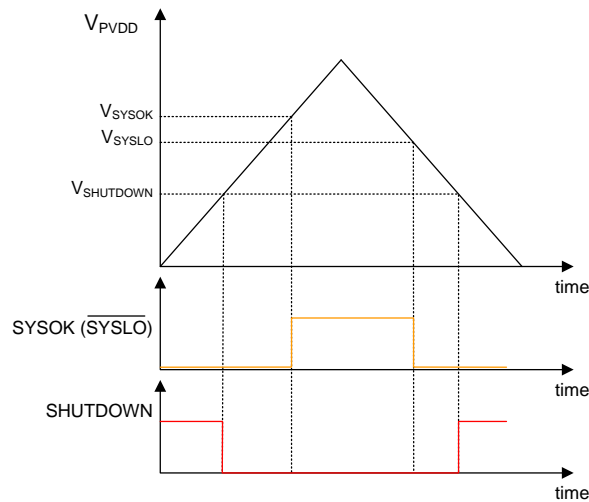 VPVDD
VSYSOK
VSYSLO
VSHUTDOWN
time
SYSOK (SYSLO)
time
SHUTDOWN
time